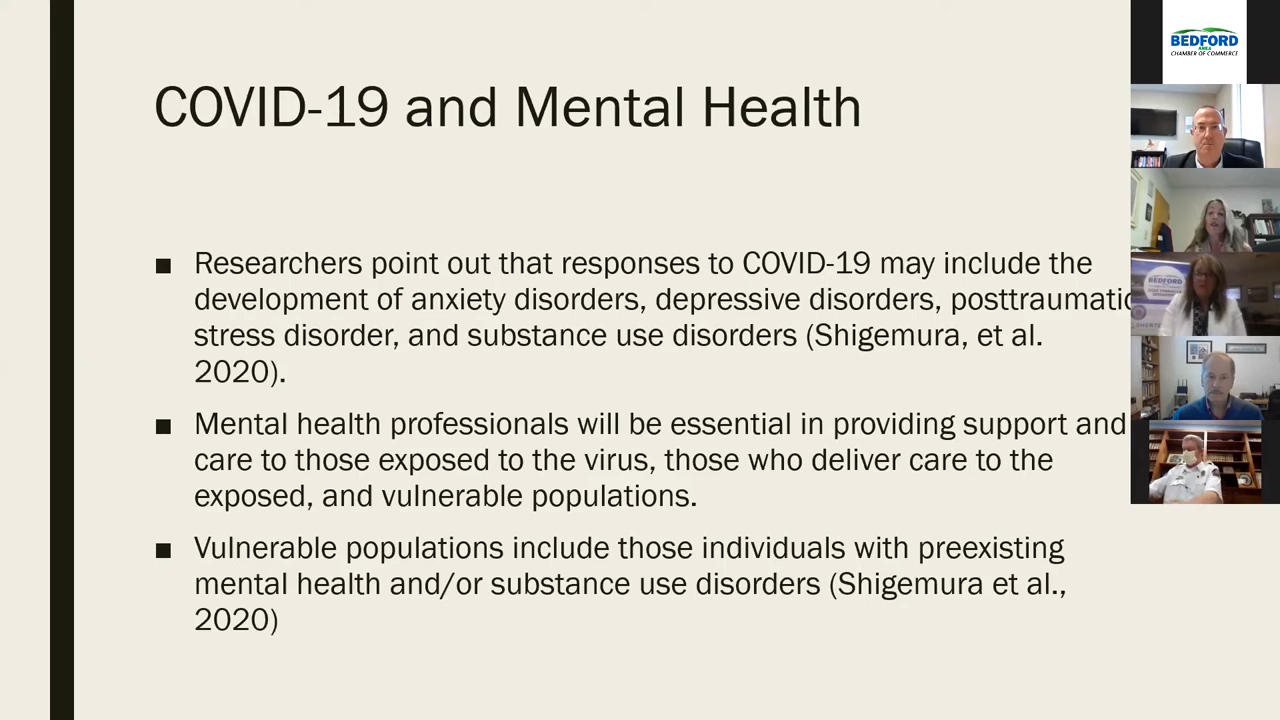 COVID-19 and Mental Health
■ Researchers point out that responses to COVID-19 may include the
development of anxiety disorders, depressive disorders, posttraumatic
stress disorder, and substance use disorders (Shigemura, et al.
2020).
■ Mental health professionals will be essential in providing support and
care to those exposed to the virus, those who deliver care to the
exposed, and vulnerable populations.
■ Vulnerable populations include those individuals with preexisting
mental health and/or substance use disorders (Shigemura et al.,
2020)
BEDFORD
AREA
CHAMBER OF COMMERCE
BEDFORD